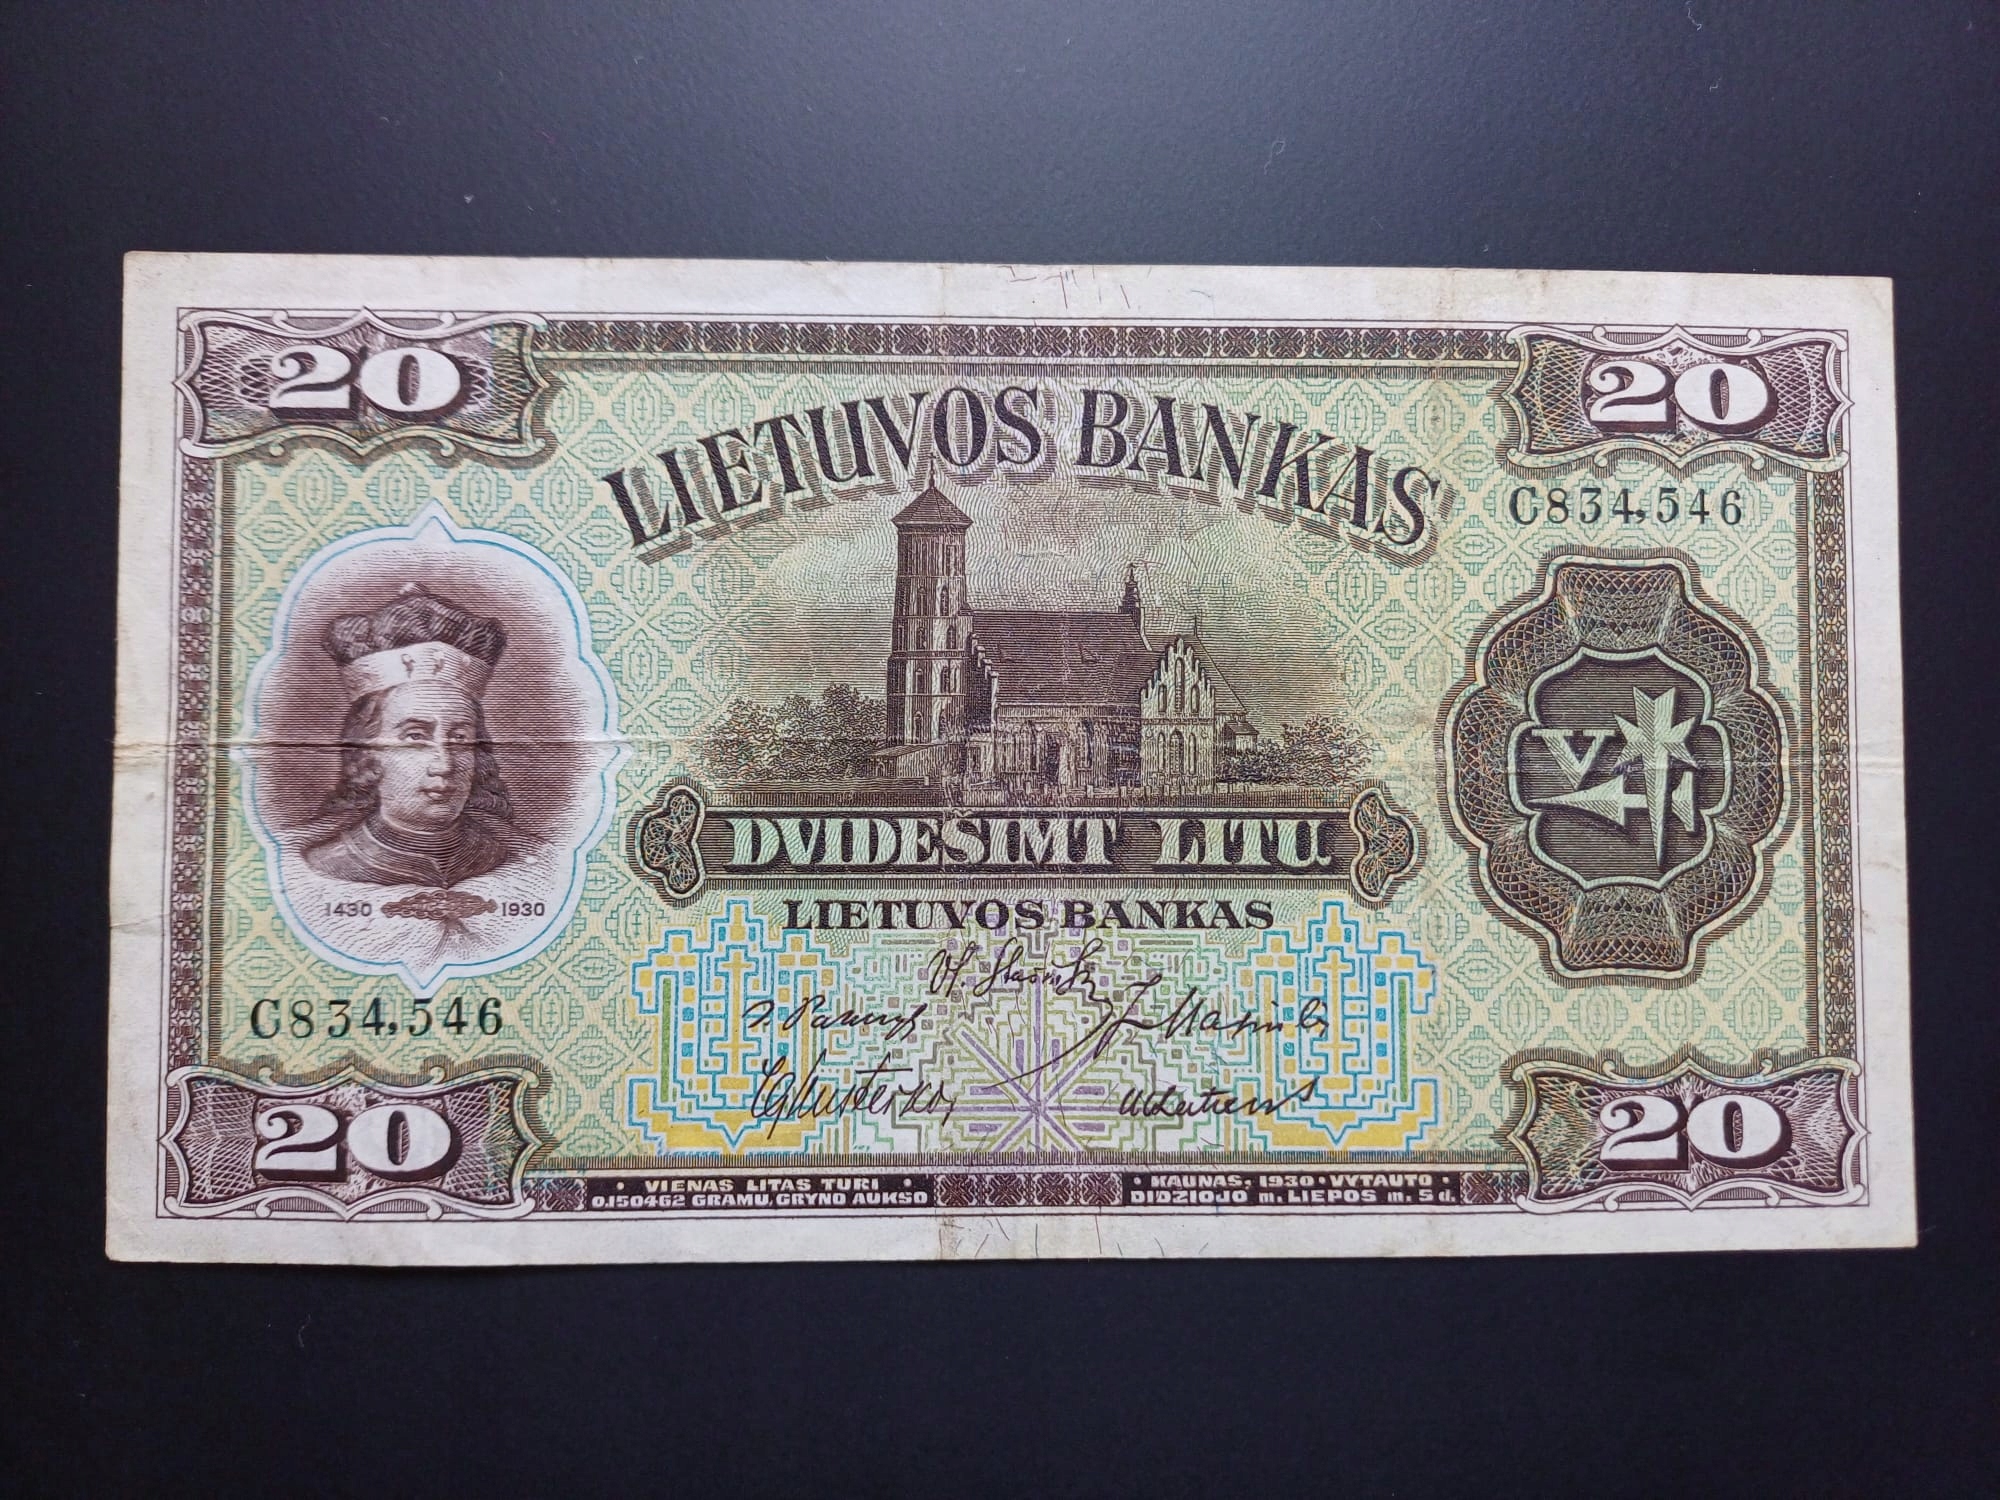 20
20
LIETUVOS BANKAS
C834,546
DVIDEŠIMT LITŲ
LIETUVOS BANKAS
1430
1930
C834,546
20
20
• VIENAS LITAS TURI •
0.150462 GRAMŲ, GRYNO AUKSO
• KAUNAS, 1930 • VYTAUTO •
DIDŽIOJO m. LIEPOS m. 5 d.